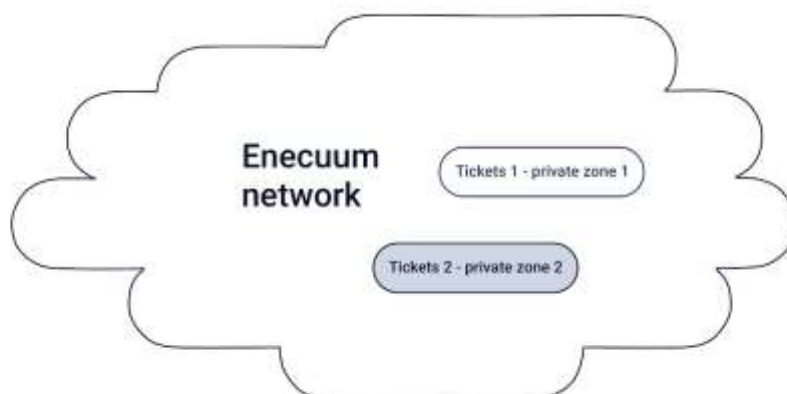 Enecuum
network
Tickets 1 - private zone 1
Tickets 2 - private zone 2